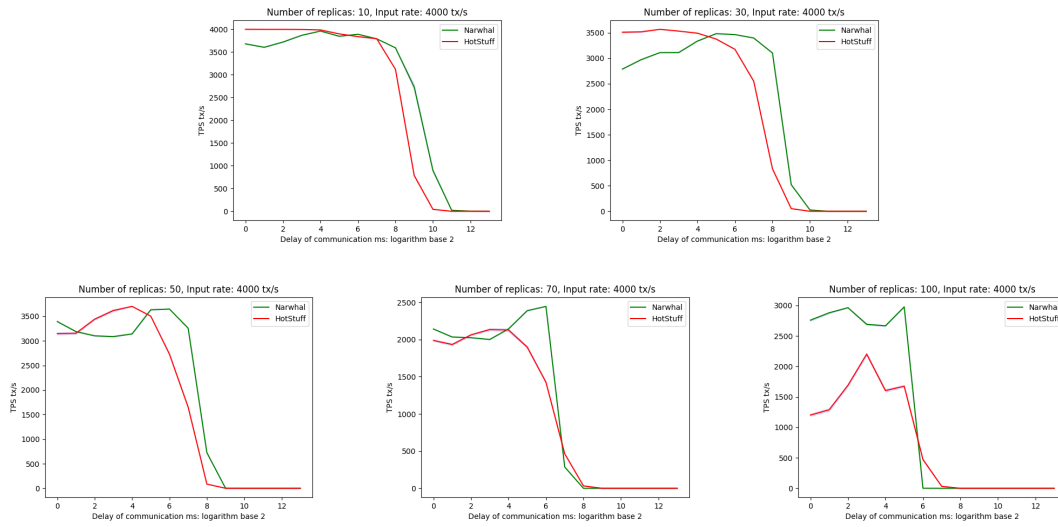 Number of replicas: 10, Input rate: 4000 tx/s
Narwhal
HotStuff
4000
3500
3000
2500
2000
1500
1000
500
0
TPS tx/s
0 2 4 6 8 10 12
Delay of communication ms: logarithm base 2
Number of replicas: 30, Input rate: 4000 tx/s
Narwhal
HotStuff
3500
3000
2500
2000
1500
1000
500
0
TPS tx/s
0 2 4 6 8 10 12
Delay of communication ms: logarithm base 2
Number of replicas: 50, Input rate: 4000 tx/s
Narwhal
HotStuff
3500
3000
2500
2000
1500
1000
500
0
TPS tx/s
0 2 4 6 8 10 12
Delay of communication ms: logarithm base 2
Number of replicas: 70, Input rate: 4000 tx/s
Narwhal
HotStuff
2500
2000
1500
1000
500
0
TPS tx/s
0 2 4 6 8 10 12
Delay of communication ms: logarithm base 2
Number of replicas: 100, Input rate: 4000 tx/s
Narwhal
HotStuff
3000
2500
2000
1500
1000
500
0
TPS tx/s
0 2 4 6 8 10 12
Delay of communication ms: logarithm base 2